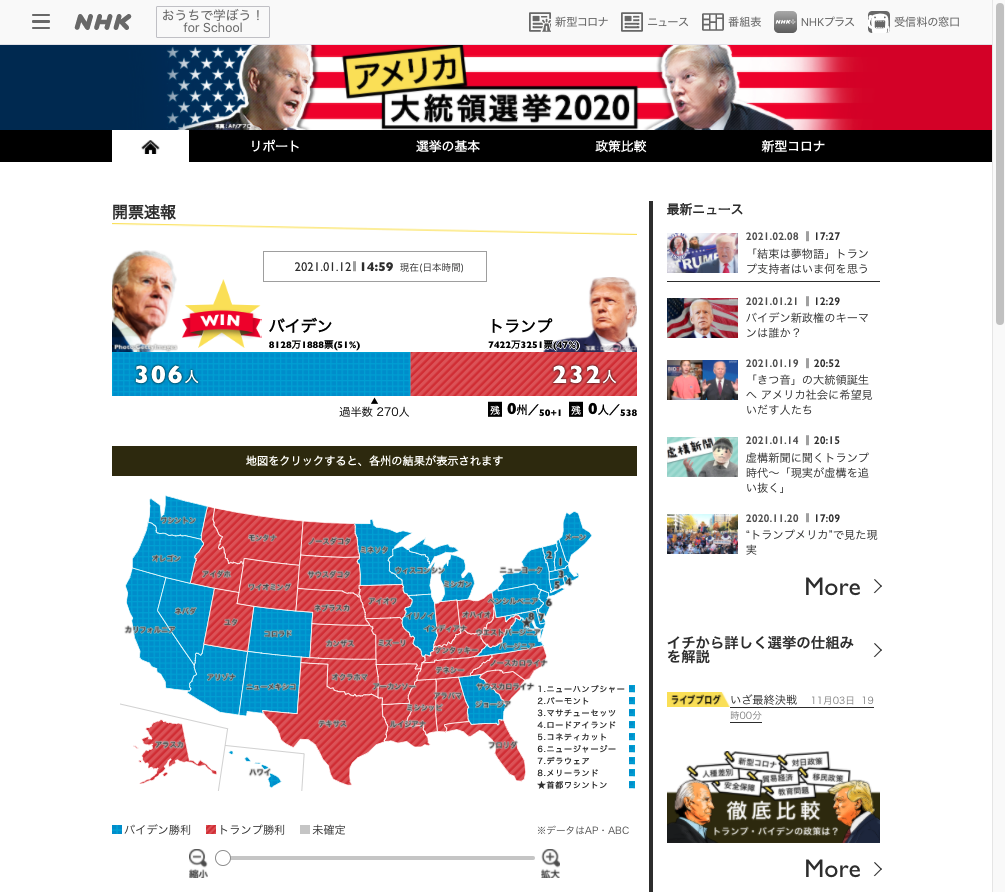 NHK
おうちで学ぼう！
for School
新型コロナ
ニュース
番組表
NHK+
NHKプラス
受信料の窓口
アメリカ
大統領選挙2020
リポート
選挙の基本
政策比較
新型コロナ
開票速報
2021.01.12 14:59 現在(日本時間)
WIN
バイデン
8128万1888票(51%)
トランプ
7422万3251票(47%)
306人
232人
過半数 270人
残 0州／50+1 残 0人／538
地図をクリックすると、各州の結果が表示されます
ワシントン
モンタナ
ノースダコタ
ミネソタ
メーン
オレゴン
アイダホ
サウスダコタ
ウィスコンシン
ミシガン
ニューヨーク
ワイオミング
アイオワ
ペンシルベニア
ネバダ
ユタ
コロラド
ネブラスカ
イリノイ
インディアナ
オハイオ
ウエストバージニア
カリフォルニア
カンザス
ミズーリ
ケンタッキー
バージニア
アリゾナ
ニューメキシコ
オクラホマ
アーカンソー
テネシー
ノースカロライナ
サウスカロライナ
テキサス
ルイジアナ
ミシシッピ
アラバマ
ジョージア
フロリダ
アラスカ
ハワイ
1.ニューハンプシャー
2.バーモント
3.マサチューセッツ
4.ロードアイランド
5.コネティカット
6.ニュージャージー
7.デラウェア
8.メリーランド
★首都ワシントン
バイデン勝利
トランプ勝利
未確定
※データはAP・ABC
縮小
拡大
最新ニュース
2021.02.08 17:27
「結束は夢物語」トラン
プ支持者はいま何を思う
2021.01.21 12:29
バイデン新政権のキーマ
ンは誰か？
2021.01.19 20:52
「きつ音」の大統領誕生
へ アメリカ社会に希望見
いだす人たち
2021.01.14 20:15
虚構新聞
虚構新聞に聞くトランプ
時代～「現実が虚構を追
い抜く」
2020.11.20 17:09
“トランプアメリカ”で見た現
実
More
イチから詳しく選挙の仕組み
を解説
ライブブログ
いざ最終決戦 11月03日 19
時00分
新型コロナ
対日政策
人種差別
貿易経済
移民政策
安全保障
教育問題
徹底比較
トランプ・バイデンの政策は？
More